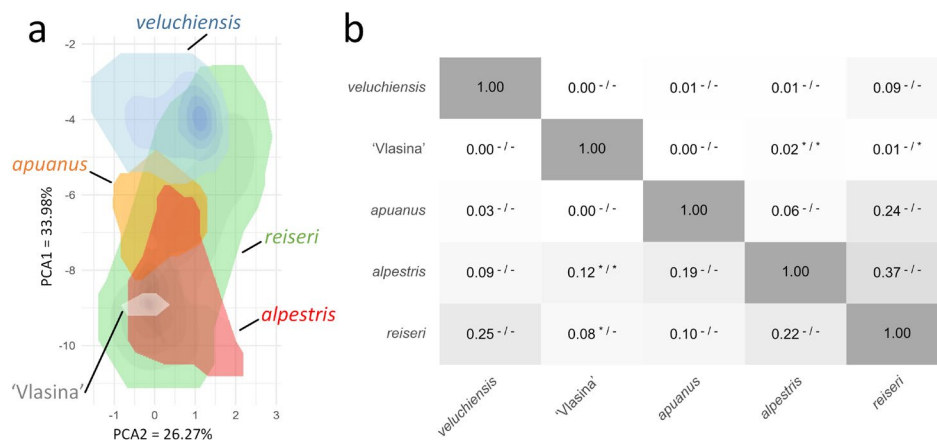 a
veluchiensis
-2
-4
apuanus
-6
PCA1 = 33.98%
reiseri
-8
alpestris
-10
'Vlasina'
-1 0 1 2 3
PCA2 = 26.27%
b
veluchiensis 1.00 0.00 - / - 0.01 - / - 0.01 - / - 0.09 - / -
'Vlasina' 0.00 - / - 1.00 0.00 - / - 0.02 * / * 0.01 - / *
apuanus 0.03 - / - 0.00 - / - 1.00 0.06 - / - 0.24 - / -
alpestris 0.09 - / - 0.12 * / * 0.19 - / - 1.00 0.37 - / -
reiseri 0.25 - / - 0.08 * / - 0.10 - / - 0.22 - / - 1.00
veluchiensis 'Vlasina' apuanus alpestris reiseri